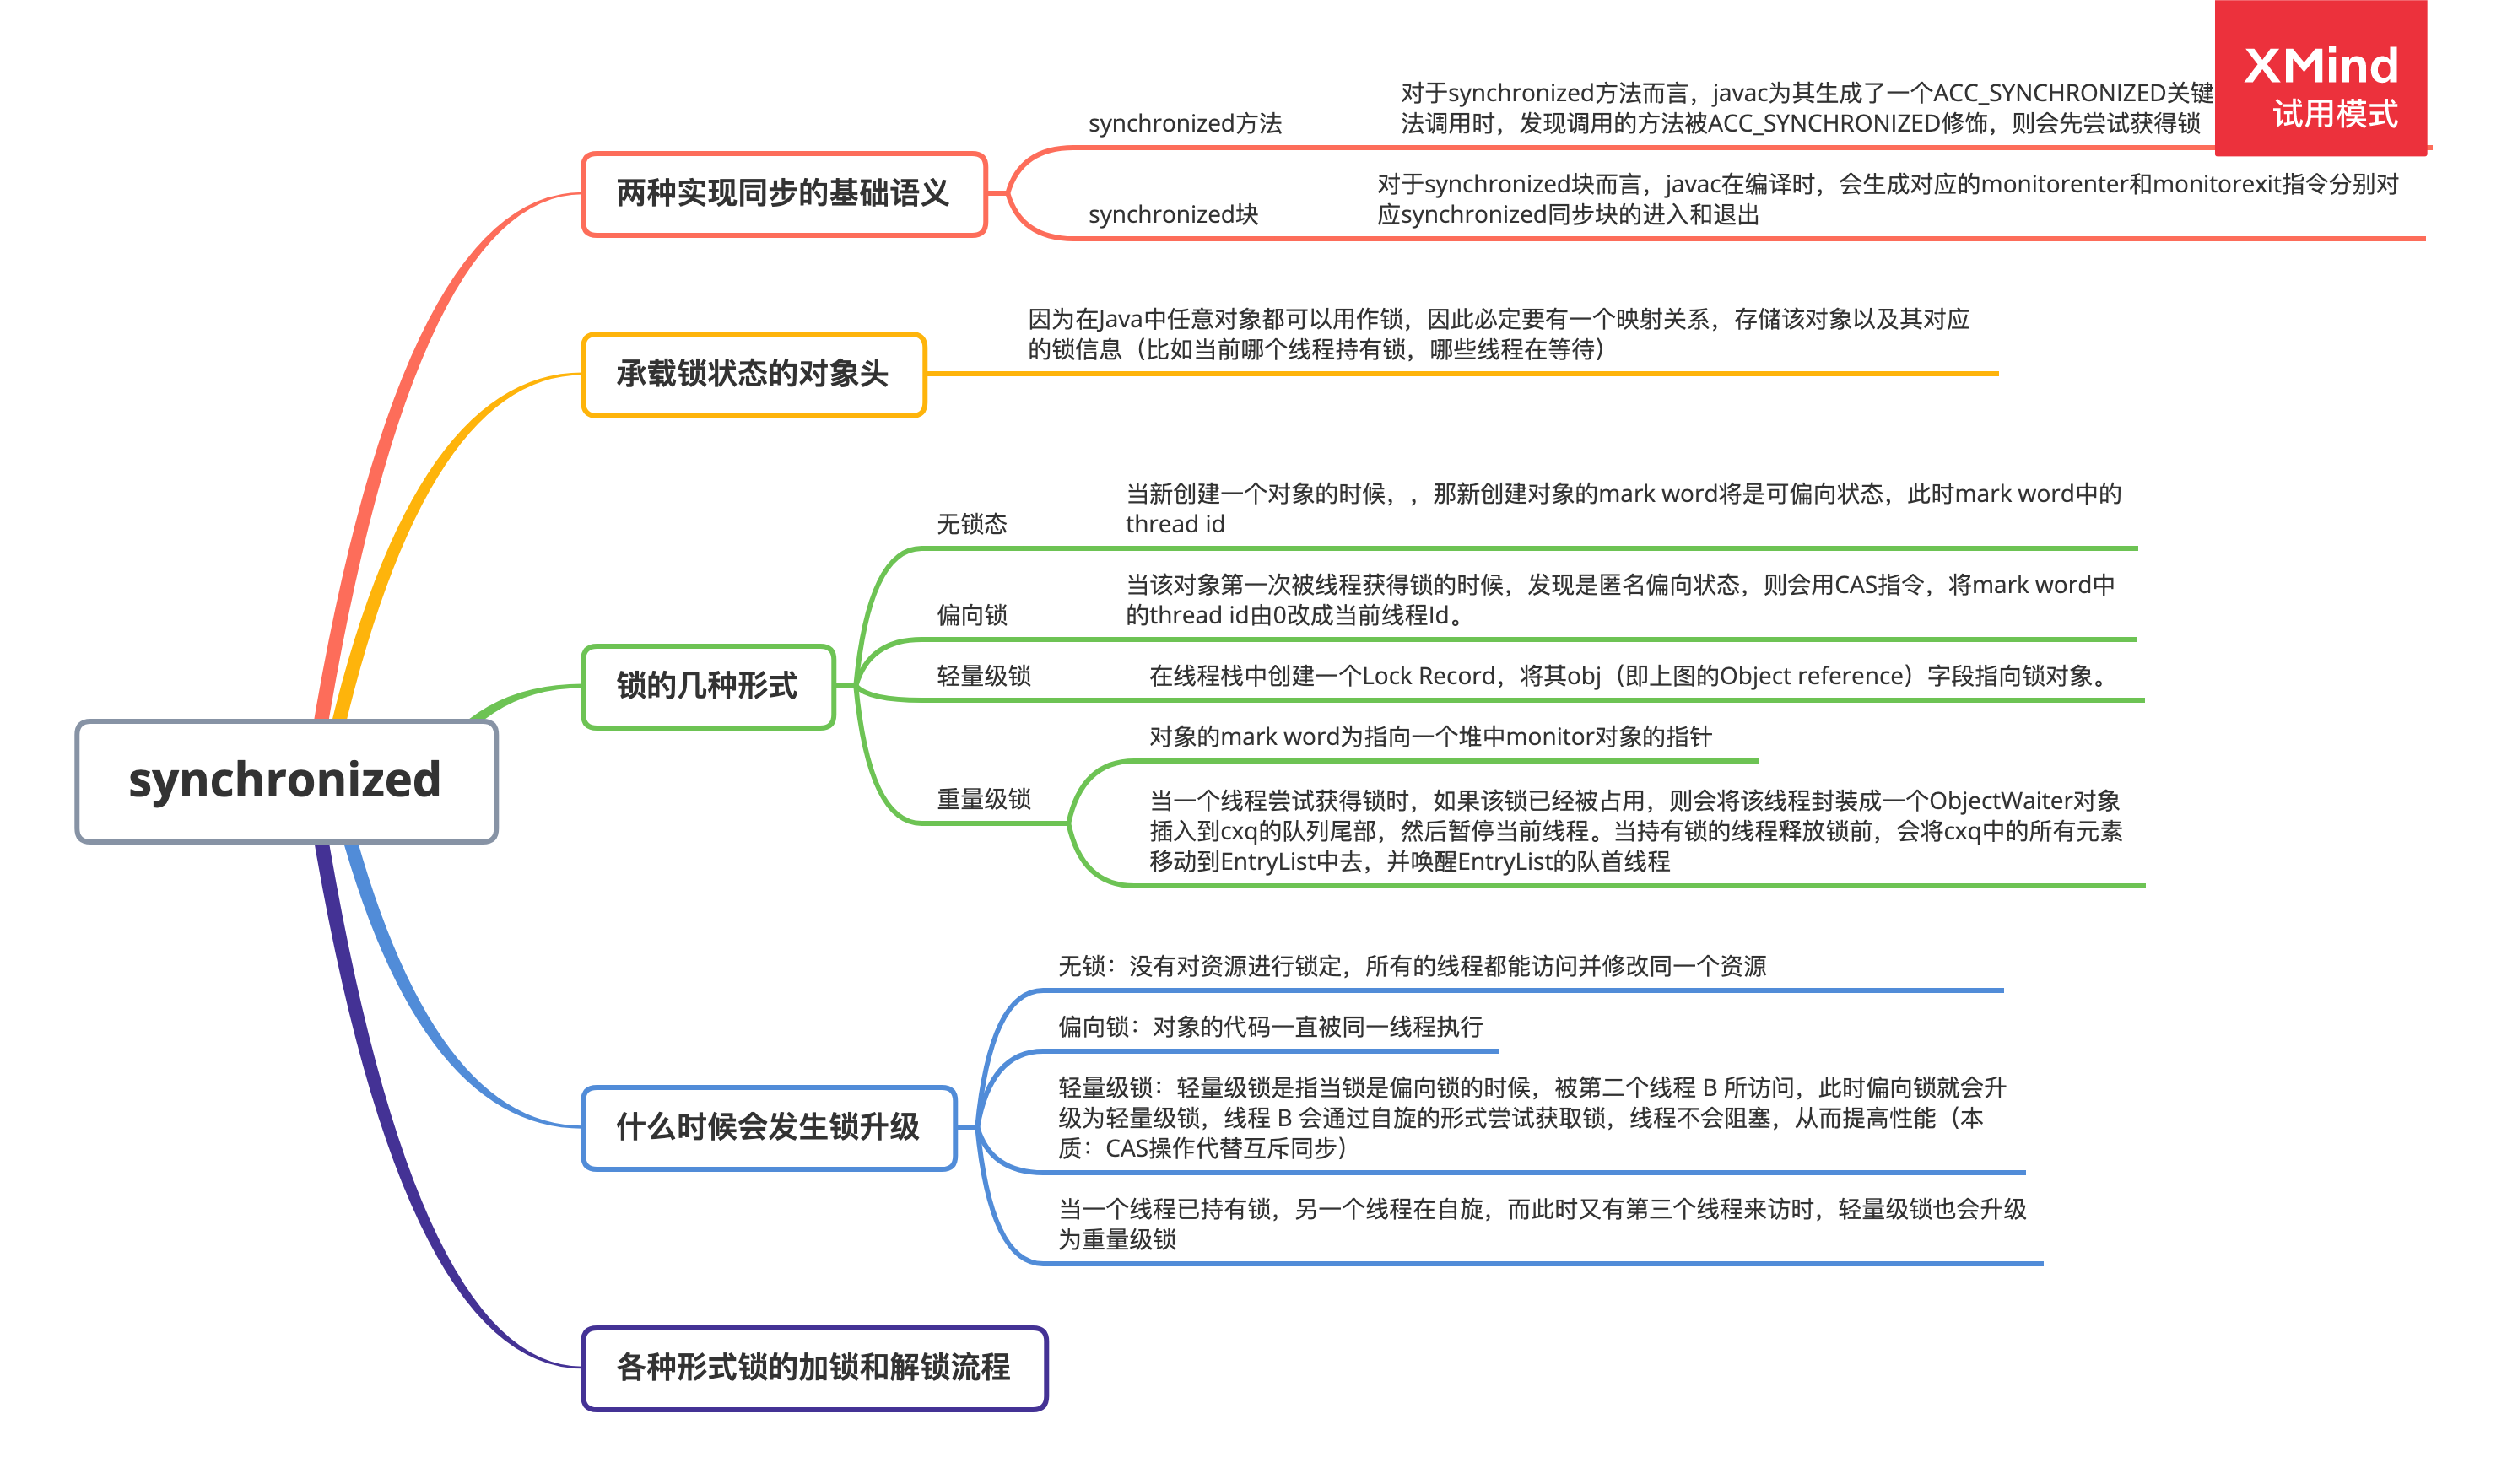 XMind
试用模式
对于synchronized方法而言，javac为其生成了一个ACC_SYNCHRONIZED关键
法调用时，发现调用的方法被ACC_SYNCHRONIZED修饰，则会先尝试获得锁
synchronized方法
两种实现同步的基础语义
对于synchronized块而言，javac在编译时，会生成对应的monitorenter和monitorexit指令分别对
应synchronized同步块的进入和退出
synchronized块
因为在Java中任意对象都可以用作锁，因此必定要有一个映射关系，存储该对象以及其对应
的锁信息（比如当前哪个线程持有锁，哪些线程在等待）
承载锁状态的对象头
当新创建一个对象的时候，，那新创建对象的mark word将是可偏向状态，此时mark word中的
thread id
无锁态
当该对象第一次被线程获得锁的时候，发现是匿名偏向状态，则会用CAS指令，将mark word中
的thread id由0改成当前线程Id。
偏向锁
轻量级锁
在线程栈中创建一个Lock Record，将其obj（即上图的Object reference）字段指向锁对象。
锁的几种形式
对象的mark word为指向一个堆中monitor对象的指针
重量级锁
当一个线程尝试获得锁时，如果该锁已经被占用，则会将该线程封装成一个ObjectWaiter对象
插入到cxq的队列尾部，然后暂停当前线程。当持有锁的线程释放锁前，会将cxq中的所有元素
移动到EntryList中去，并唤醒EntryList的队首线程
synchronized
无锁：没有对资源进行锁定，所有的线程都能访问并修改同一个资源
偏向锁：对象的代码一直被同一线程执行
轻量级锁：轻量级锁是指当锁是偏向锁的时候，被第二个线程 B 所访问，此时偏向锁就会升
级为轻量级锁，线程 B 会通过自旋的形式尝试获取锁，线程不会阻塞，从而提高性能（本
质：CAS操作代替互斥同步）
什么时候会发生锁升级
当一个线程已持有锁，另一个线程在自旋，而此时又有第三个线程来访时，轻量级锁也会升级
为重量级锁
各种形式锁的加锁和解锁流程